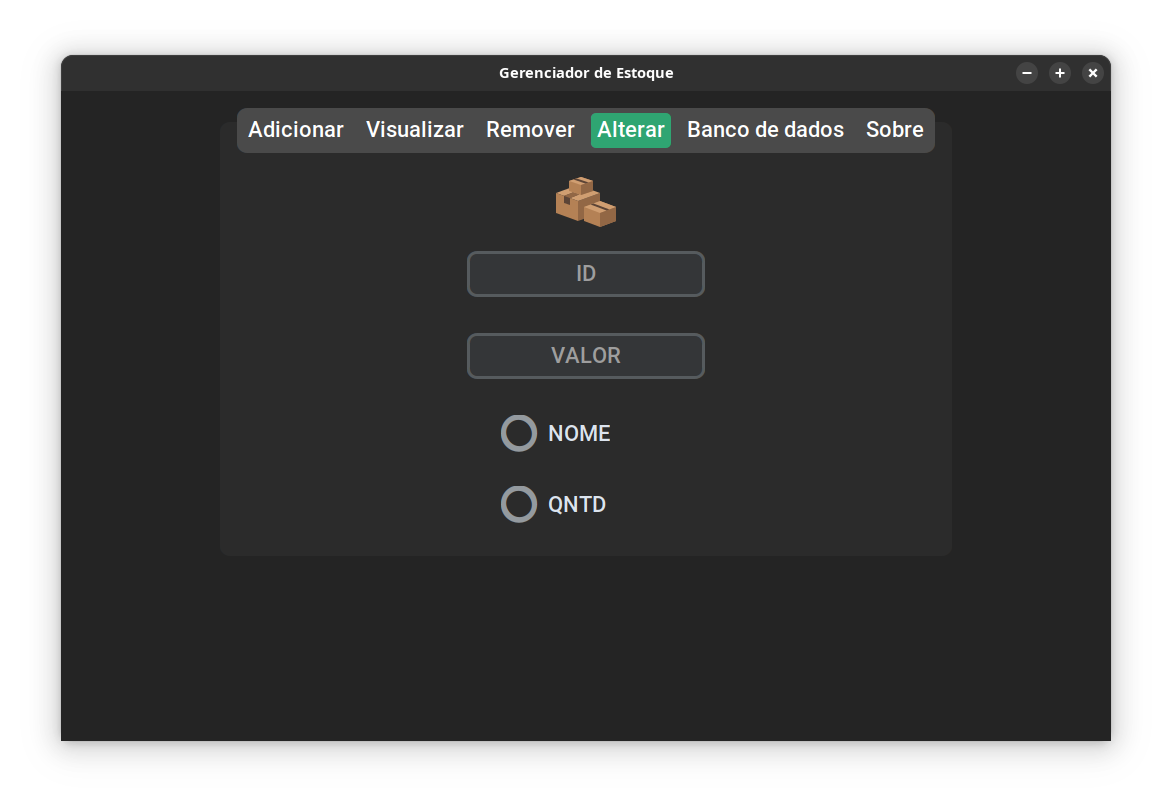 Gerenciador de Estoque
Adicionar Visualizar Remover Alterar Banco de dados Sobre
ID
VALOR
NOME
QNTD